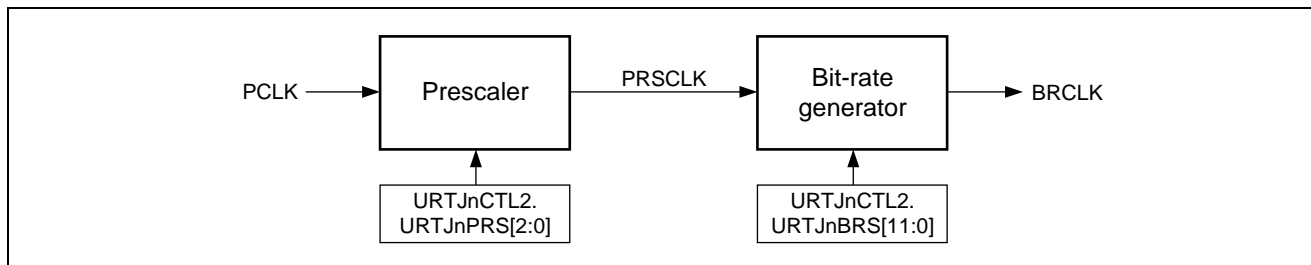 PCLK
Prescaler
PRSCLK
Bit-rate
generator
BRCLK
URTJnCTL2.
URTJnPRS[2:0]
URTJnCTL2.
URTJnBRS[11:0]